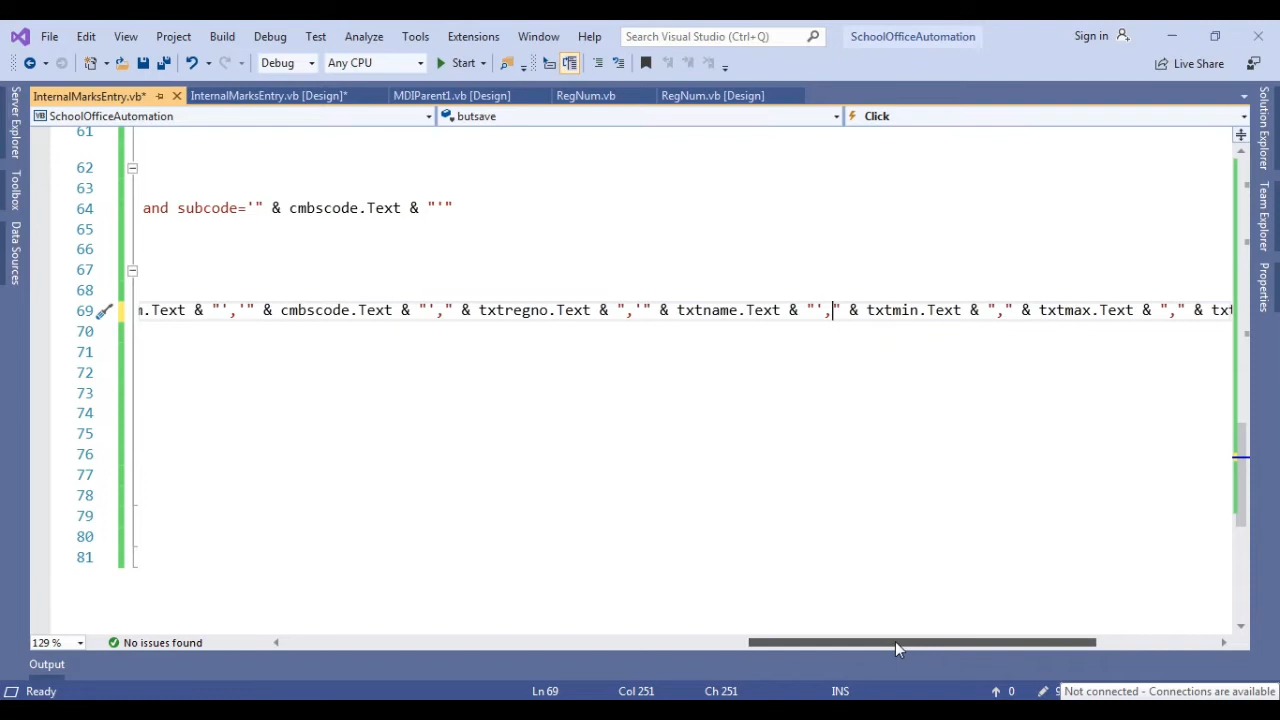 File Edit View Project Build Debug Test Analyze Tools Extensions Window Help Search Visual Studio (Ctrl+Q) SchoolOfficeAutomation Sign in
Debug Any CPU Start Live Share
InternalMarksEntry.vb* InternalMarksEntry.vb [Design]* MDIParent1.vb [Design] RegNum.vb RegNum.vb [Design]
SchoolOfficeAutomation butsave Click
Server Explorer
Toolbox
Data Sources
Solution Explorer
Team Explorer
Properties
61
62
63
64 and subcode='" & cmbscode.Text & "'"
65
66
67
68
69 .Text & "','" & cmbscode.Text & "'," & txtregno.Text & ",'" & txtname.Text & "'," & txtmin.Text & "," & txtmax.Text & "," & txt
70
71
72
73
74
75
76
77
78
79
80
81
129 % No issues found
Output
Ready Ln 69 Col 251 Ch 251 INS 0 9 Not connected - Connections are available